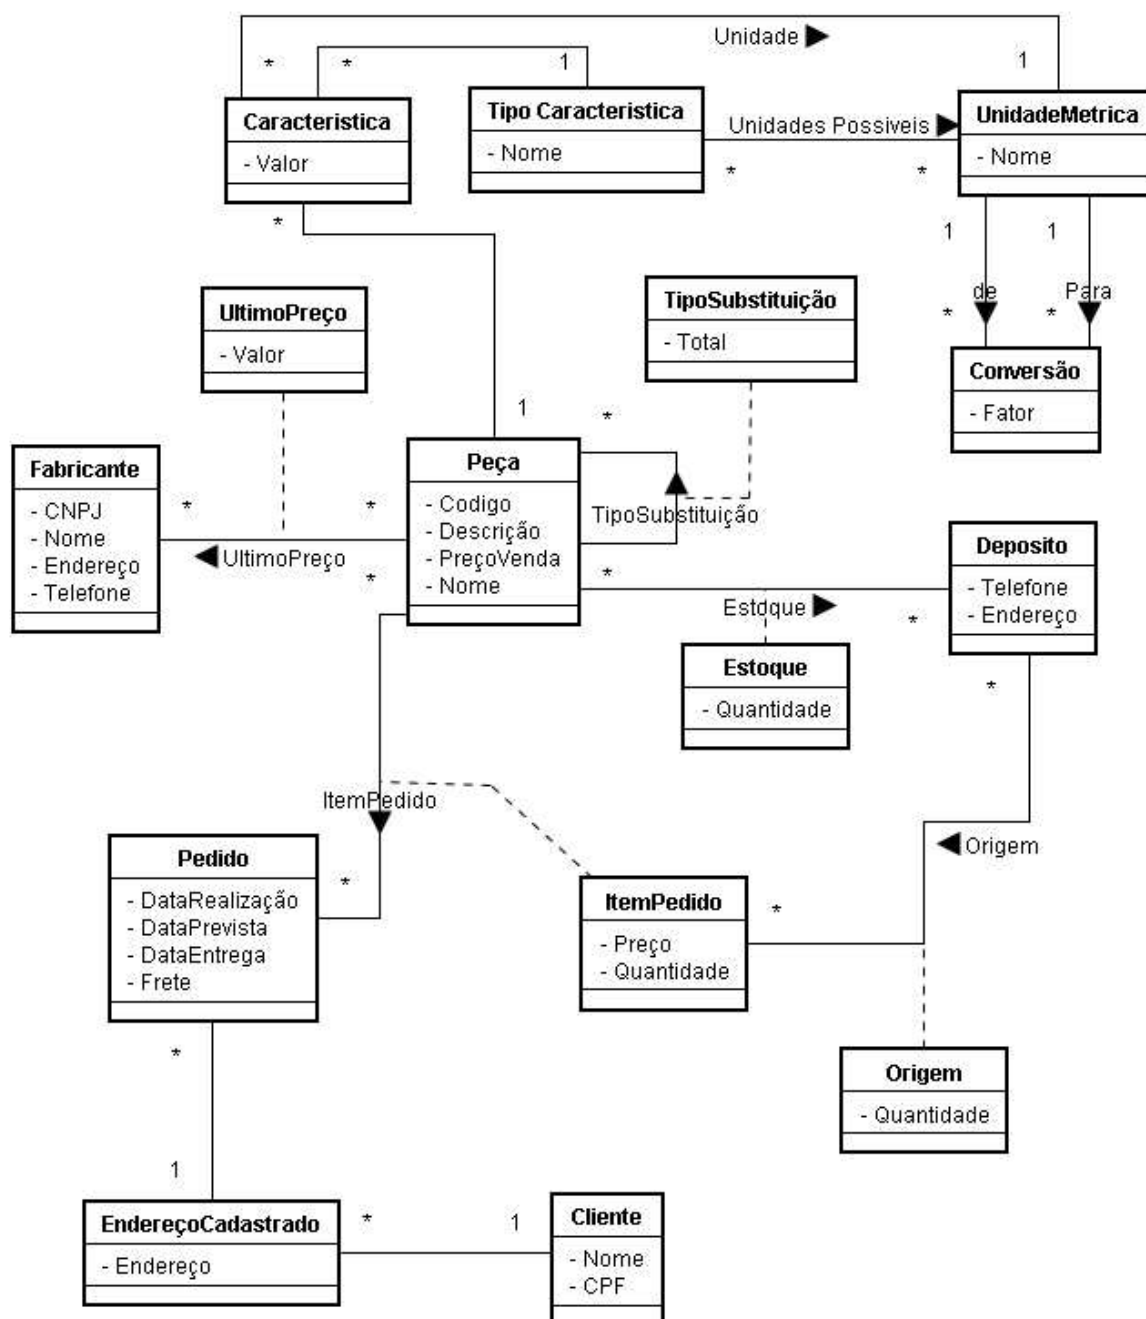 Unidade
* * 1 1
Caracteristica
- Valor
Tipo Caracteristica
- Nome
Unidades Possiveis
* *
UnidadeMetrica
- Nome
*
1 1
de Para
* *
UltimoPreço
- Valor
TipoSubstituição
- Total
Conversão
- Fator
1 *
Fabricante
- CNPJ
- Nome
- Endereço
- Telefone
* *
UltimoPreço
*
Peça
- Codigo
- Descrição
- PreçoVenda
- Nome
TipoSubstituição
*
Estoque
*
Deposito
- Telefone
- Endereço
*
Estoque
- Quantidade
ItemPedido
Origem
Pedido
- DataRealização
- DataPrevista
- DataEntrega
- Frete
*
ItemPedido
- Preço
- Quantidade
*
*
Origem
- Quantidade
1
EndereçoCadastrado
- Endereço
* 1
Cliente
- Nome
- CPF